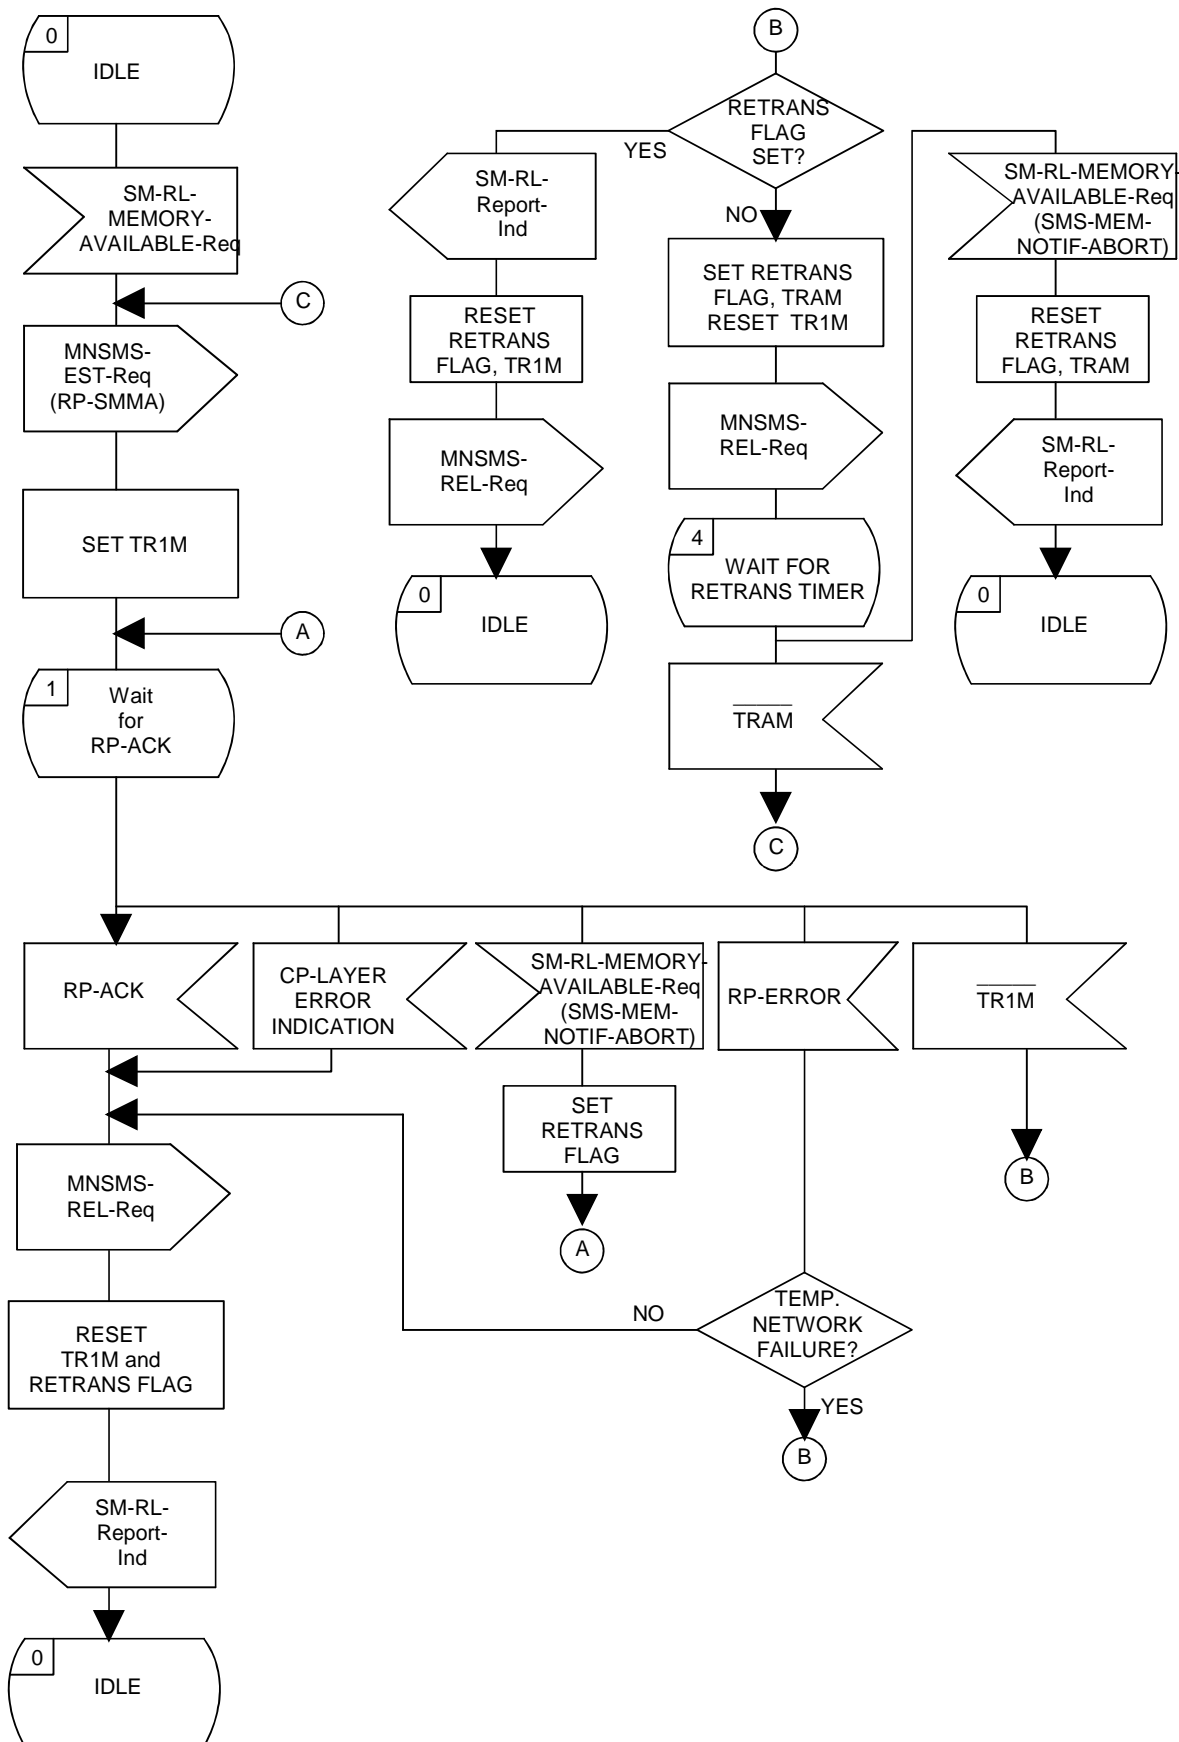 0
IDLE
SM-RL-
MEMORY-
AVAILABLE-Req
C
MNSMS-
EST-Req
(RP-SMMA)
SET TR1M
A
1
Wait
for
RP-ACK
B
RETRANS
FLAG
SET?
YES
NO
SM-RL-
Report-
Ind
RESET
RETRANS
FLAG, TR1M
MNSMS-
REL-Req
0
IDLE
SET RETRANS
FLAG, TRAM
RESET TR1M
MNSMS-
REL-Req
4
WAIT FOR
RETRANS TIMER
TRAM
C
SM-RL-MEMORY-
AVAILABLE-Req
(SMS-MEM-
NOTIF-ABORT)
RESET
RETRANS
FLAG, TRAM
SM-RL-
Report-
Ind
0
IDLE
RP-ACK
CP-LAYER
ERROR
INDICATION
SM-RL-MEMORY-
AVAILABLE-Req
(SMS-MEM-
NOTIF-ABORT)
RP-ERROR
TR1M
SET
RETRANS
FLAG
A
B
MNSMS-
REL-Req
RESET
TR1M and
RETRANS FLAG
NO
TEMP.
NETWORK
FAILURE?
YES
B
SM-RL-
Report-
Ind
0
IDLE